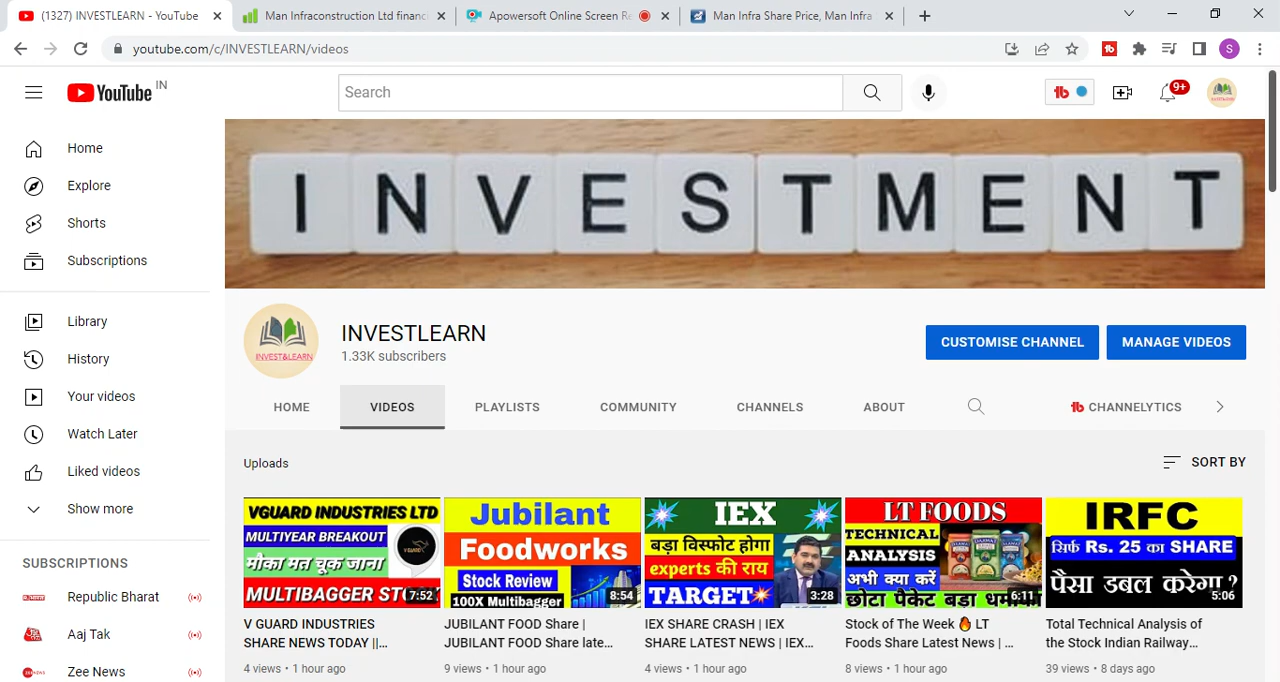 (1327) INVESTLEARN - YouTube
Man Infraconstruction Ltd financi
Apowersoft Online Screen Re
Man Infra Share Price, Man Infra
youtube.com/c/INVESTLEARN/videos
S
YouTube IN
Search
9+
Home
Explore
Shorts
Subscriptions
Library
History
Your videos
Watch Later
Liked videos
Show more
SUBSCRIPTIONS
Republic Bharat
Aaj Tak
Zee News
INVESTMENT
INVEST&LEARN
INVESTLEARN
1.33K subscribers
CUSTOMISE CHANNEL
MANAGE VIDEOS
HOME
VIDEOS
PLAYLISTS
COMMUNITY
CHANNELS
ABOUT
CHANNELYTICS
Uploads
SORT BY
VGUARD INDUSTRIES LTD
MULTIYEAR BREAKOUT
मौका मत चूक जाना
MULTIBAGGER
7:52
V GUARD INDUSTRIES
SHARE NEWS TODAY ||...
4 views • 1 hour ago
Jubilant
Foodworks
Stock Review
100X Multibagger
8:54
JUBILANT FOOD Share |
JUBILANT FOOD Share late...
9 views • 1 hour ago
IEX
बड़ा विस्फोट होगा
experts की राय
TARGET
3:28
IEX SHARE CRASH | IEX
SHARE LATEST NEWS | IEX...
4 views • 1 hour ago
LT FOODS
TECHNICAL
ANALYSIS
अभी क्या करें
छोटा पैकेट बड़ा
6:11
Stock of The Week 🔥 LT
Foods Share Latest News | ...
8 views • 1 hour ago
IRFC
सिर्फ Rs. 25 का SHARE
पैसा डबल करेगा ?
5:06
Total Technical Analysis of
the Stock Indian Railway...
39 views • 8 days ago